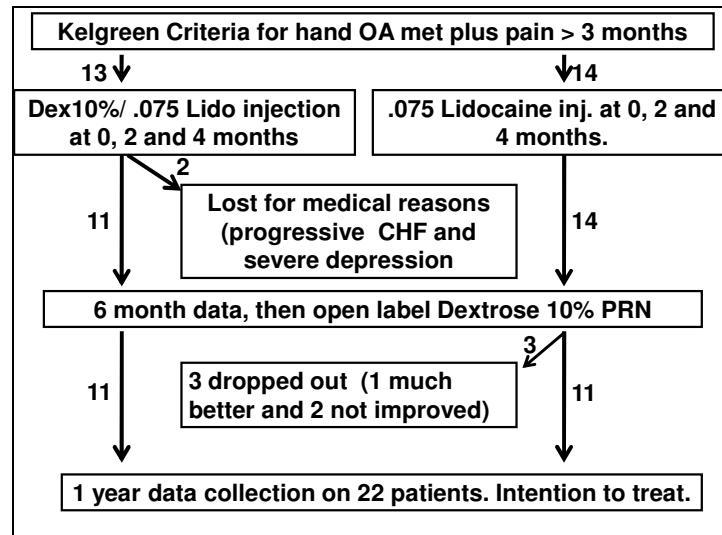 Kelgreen Criteria for hand OA met plus pain > 3 months
13
14
Dex10%/ .075 Lido injection
at 0, 2 and 4 months
.075 Lidocaine inj. at 0, 2 and
4 months.
2
Lost for medical reasons
(progressive CHF and
severe depression
11
14
6 month data, then open label Dextrose 10% PRN
3
3 dropped out (1 much
better and 2 not improved)
11
11
1 year data collection on 22 patients. Intention to treat.